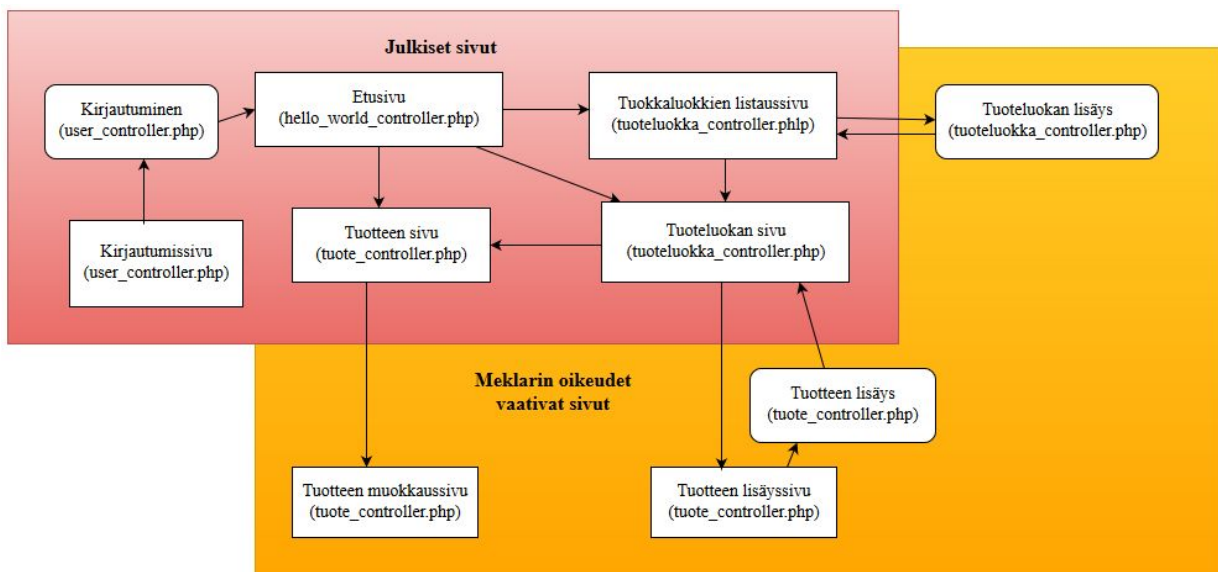 Julkiset sivut
Kirjautuminen
(user_controller.php)
Etusivu
(hello_world_controller.php)
Tuokkaluokkien listaussivu
(tuoteluokka_controller.phlp)
Tuoteluokan lisäys
(tuoteluokka_controller.php)
Kirjautumissivu
(user_controller.php)
Tuotteen sivu
(tuote_controller.php)
Tuoteluokan sivu
(tuoteluokka_controller.php)
Meklarin oikeudet
vaativat sivut
Tuotteen lisäys
(tuote_controller.php)
Tuotteen muokkaussivu
(tuote_controller.php)
Tuotteen lisäyssivu
(tuote_controller.php)